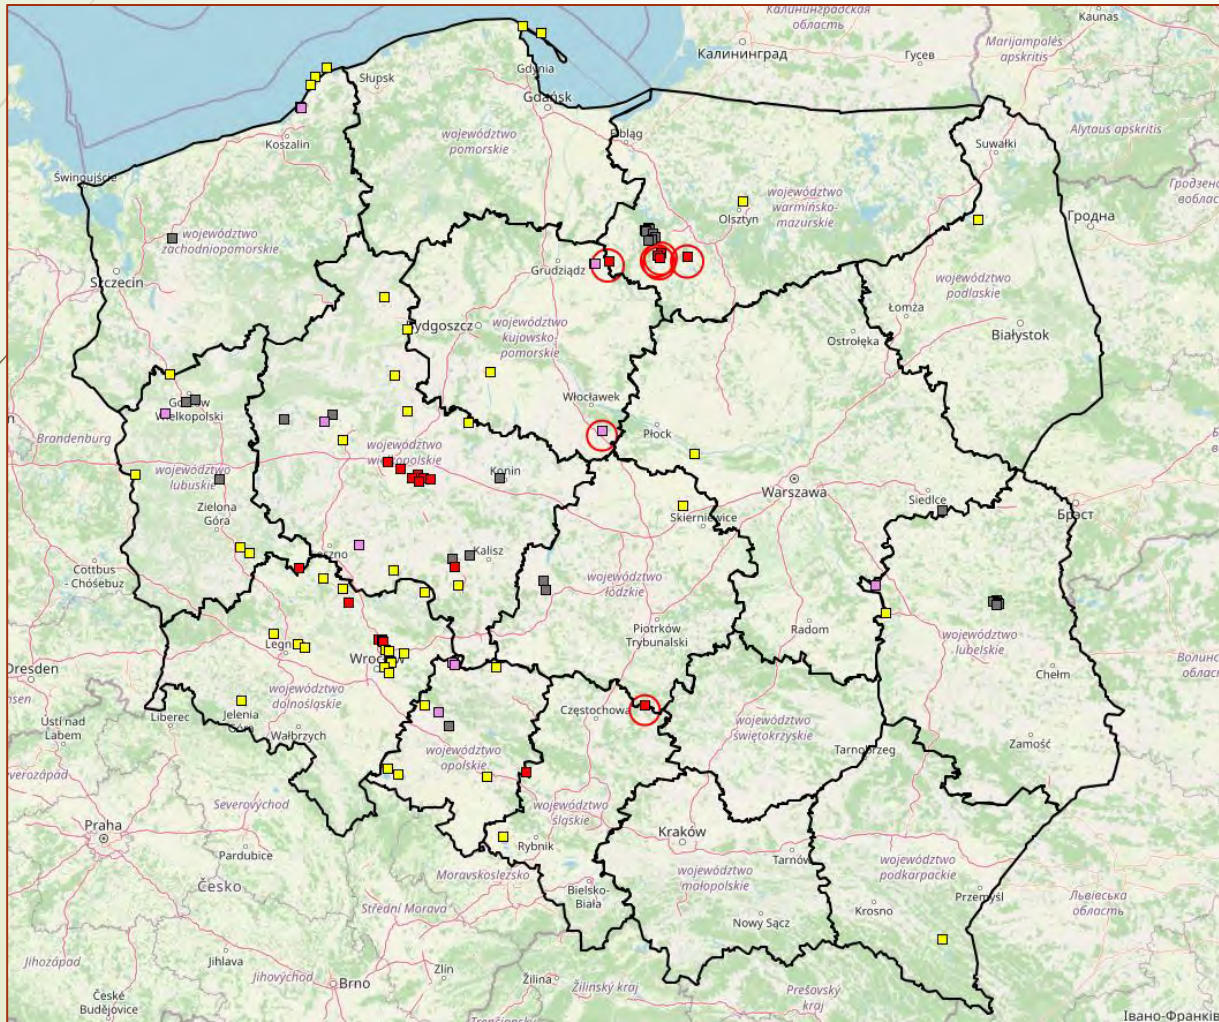 Калининградская
область
Kaunas
Калининград
Гусев
Marijampolės
apskritis
Słupsk
Gdynia
Gdańsk
Alytaus apskritis
województwo
pomorskie
Elbląg
Suwałki
Koszalin
Świnoujście
województwo
warmińsko-
mazurskie
Olsztyn
Гродна
województwo
zachodniopomorskie
Grudziądz
Szczecin
województwo
podlaskie
Łomża
Białystok
Bydgoszcz
województwo
kujawsko-
pomorskie
Ostrołęka
Włocławek
Wielkopolski
Płock
Brandenburg
województwo
wielkopolskie
województwo
lubuskie
Konin
Warszawa
Siedlce
Брэст
Zielona
Góra
Skierniewice
Leszno
Kalisz
Cottbus
- Chóśebuz
województwo
łódzkie
Piotrków
Trybunalski
Radom
województwo
lubelskie
Legnica
Wrocław
Dresden
Chełm
województwo
dolnośląskie
Częstochowa
Liberec
Jelenia
Góra
Ústí nad
Labem
Wałbrzych
województwo
świętokrzyskie
Zamość
Tarnobrzeg
województwo
opolskie
Severovýchod
województwo
śląskie
Praha
Kraków
Rybnik
Pardubice
Tarnów
województwo
podkarpackie
Moravskoslezsko
województwo
małopolskie
Česko
Bielsko-
Biała
Przemyśl
Львівська
область
Střední Morava
Krosno
Nowy Sącz
Jihozápad
Jihlava
Jihovýchod
Zlín
Žilina
Brno
Žilinský kraj
Prešovský
kraj
České
Budějovice
Trenčiansky
Івано-Франків